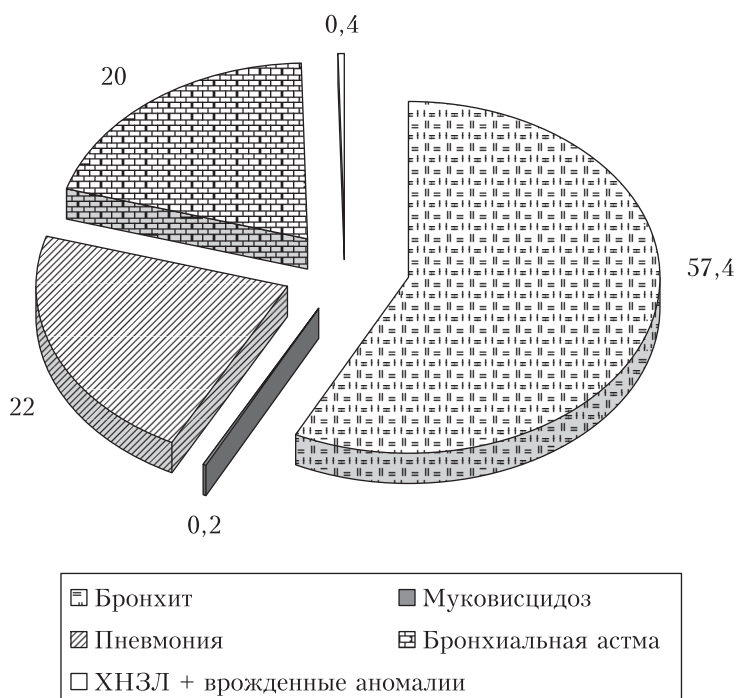 0,4
20
57,4
22
0,2
Бронхит
Муковисцидоз
Пневмония
Бронхиальная астма
ХНЗЛ + врожденные аномалии